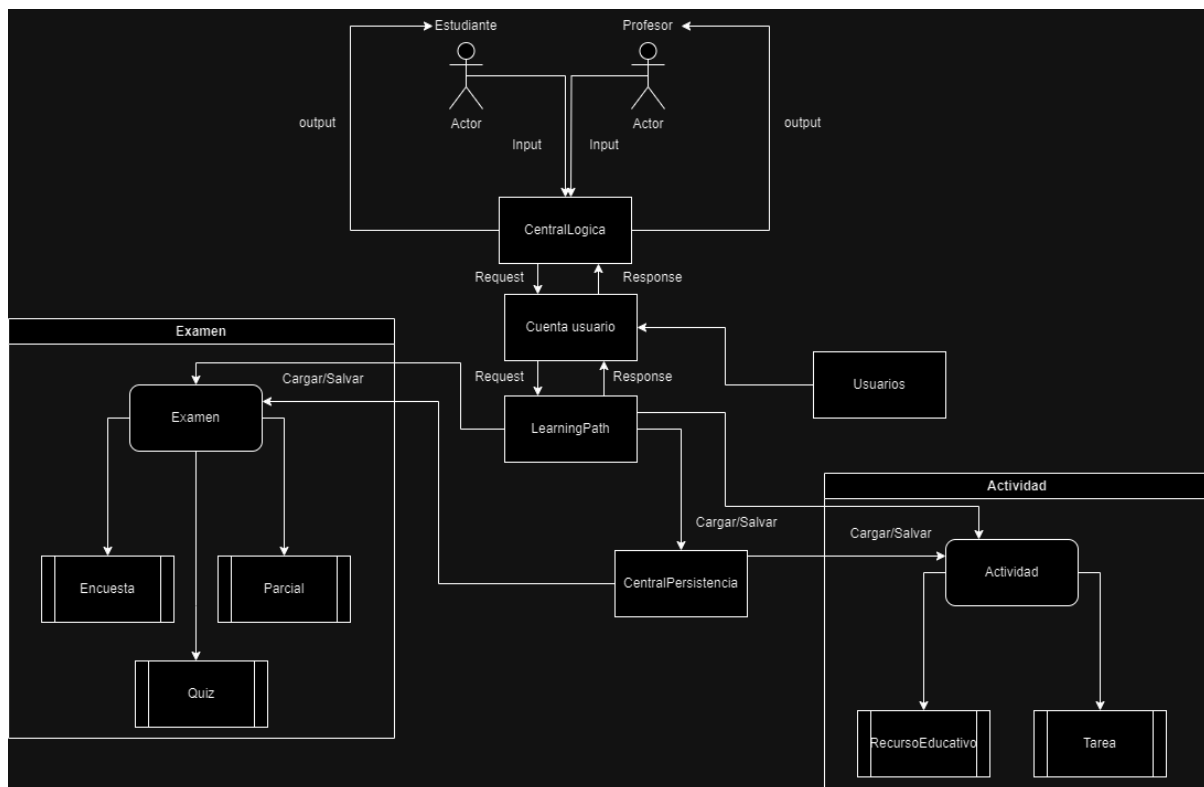 Estudiante
Profesor
output
Actor
Actor
output
Input
Input
CentralLogica
Request
Response
Cuenta usuario
Examen
Cargar/Salvar
Request
Response
Usuarios
Examen
LearningPath
Actividad
Cargar/Salvar
Cargar/Salvar
Encuesta
Parcial
CentralPersistencia
Actividad
Quiz
RecursoEducativo
Tarea